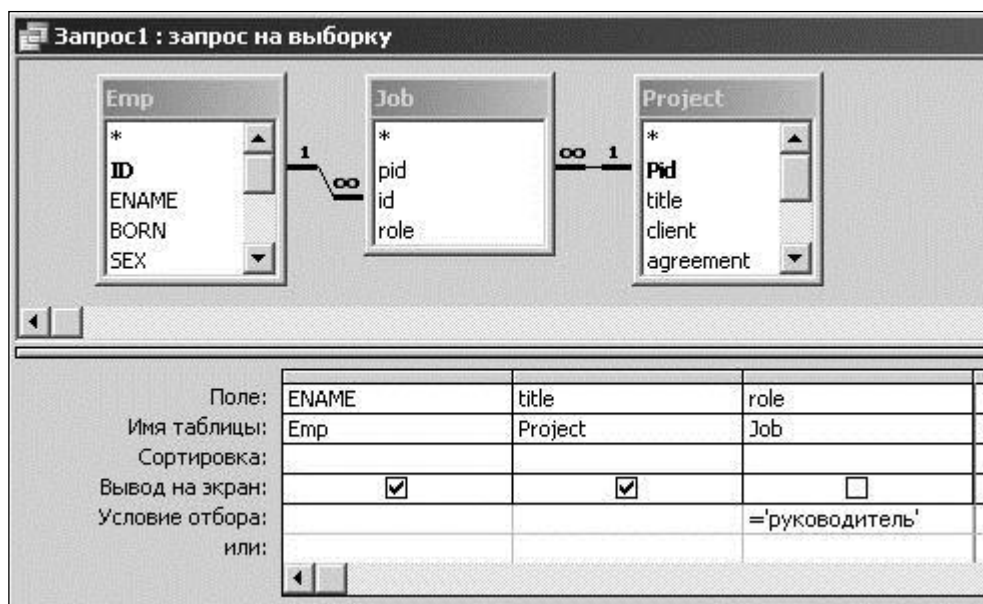 Запрос1 : запрос на выборку
Emp
*
ID
ENAME
BORN
SEX
1
∞
Job
*
pid
id
role
∞
1
Project
*
Pid
title
client
agreement
Поле: ENAME title role
Имя таблицы: Emp Project Job
Сортировка:
Вывод на экран:
Условие отбора: ='руководитель'
или: